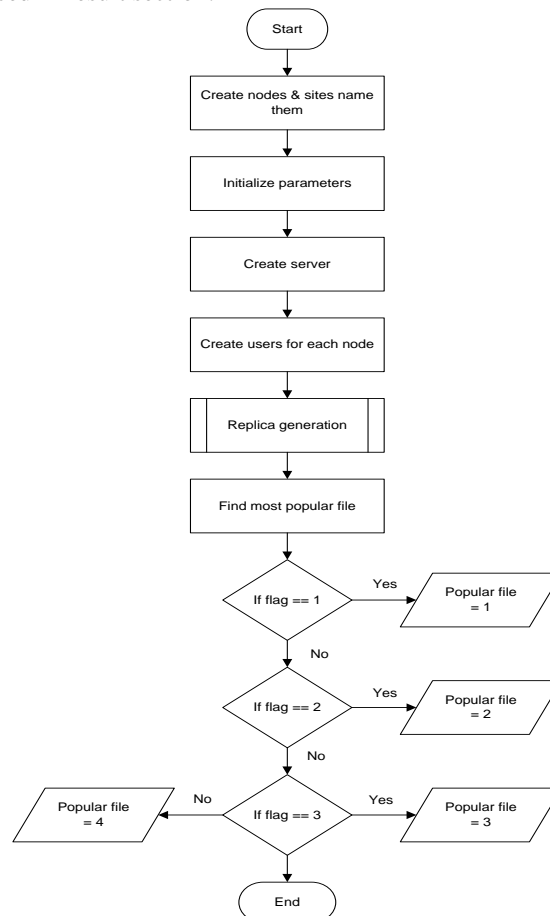 Start
Create nodes & sites name
them
Initialize parameters
Create server
Create users for each node
Replica generation
Find most popular file
If flag == 1
Yes
Popular file
= 1
No
If flag == 2
Yes
Popular file
= 2
No
If flag == 3
No
Popular file
= 4
Yes
Popular file
= 3
End